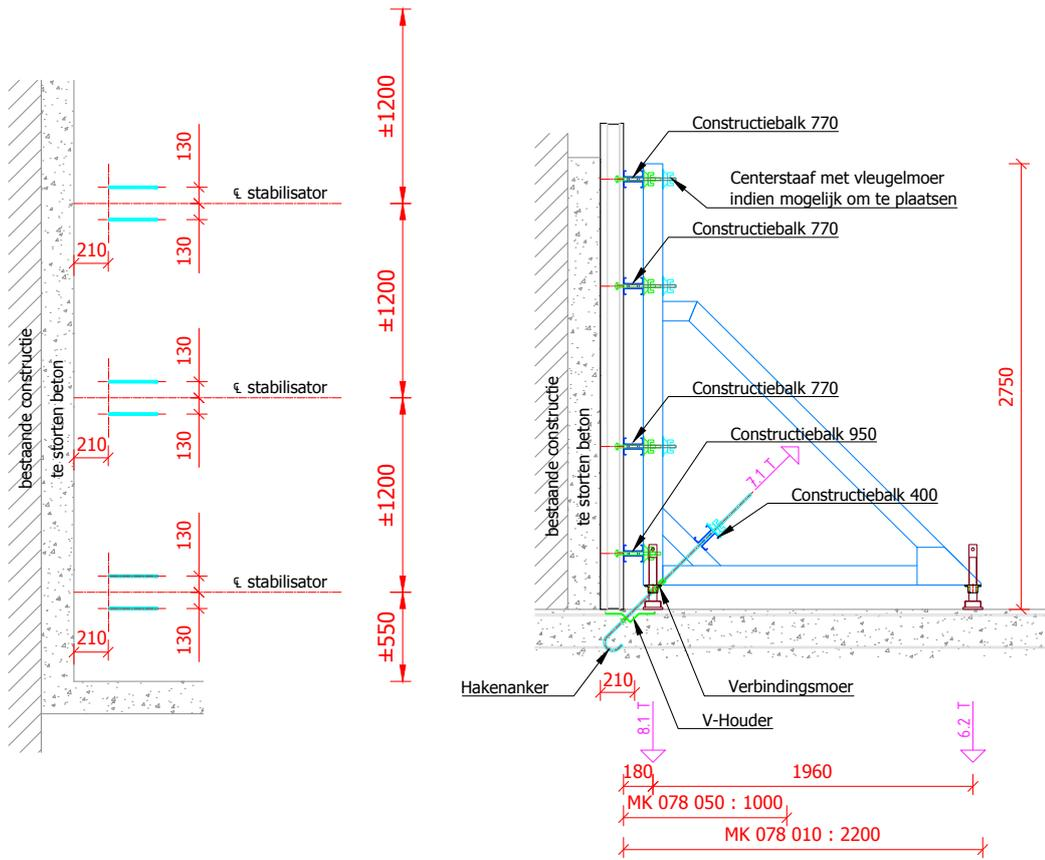 ±1200
130
℄ stabilisator
210
130
±1200
130
℄ stabilisator
210
130
±1200
130
℄ stabilisator
210
130
±550
bestaande constructie
te storten beton
Constructiebalk 770
Centerstaaf met vleugelmoer
indien mogelijk om te plaatsen
Constructiebalk 770
Constructiebalk 770
Constructiebalk 950
7.1 T
Constructiebalk 400
2750
bestaande constructie
te storten beton
Hakenanker
210
Verbindingsmoer
V-Houder
8.1 T
6.2 T
180
1960
MK 078 050 : 1000
MK 078 010 : 2200